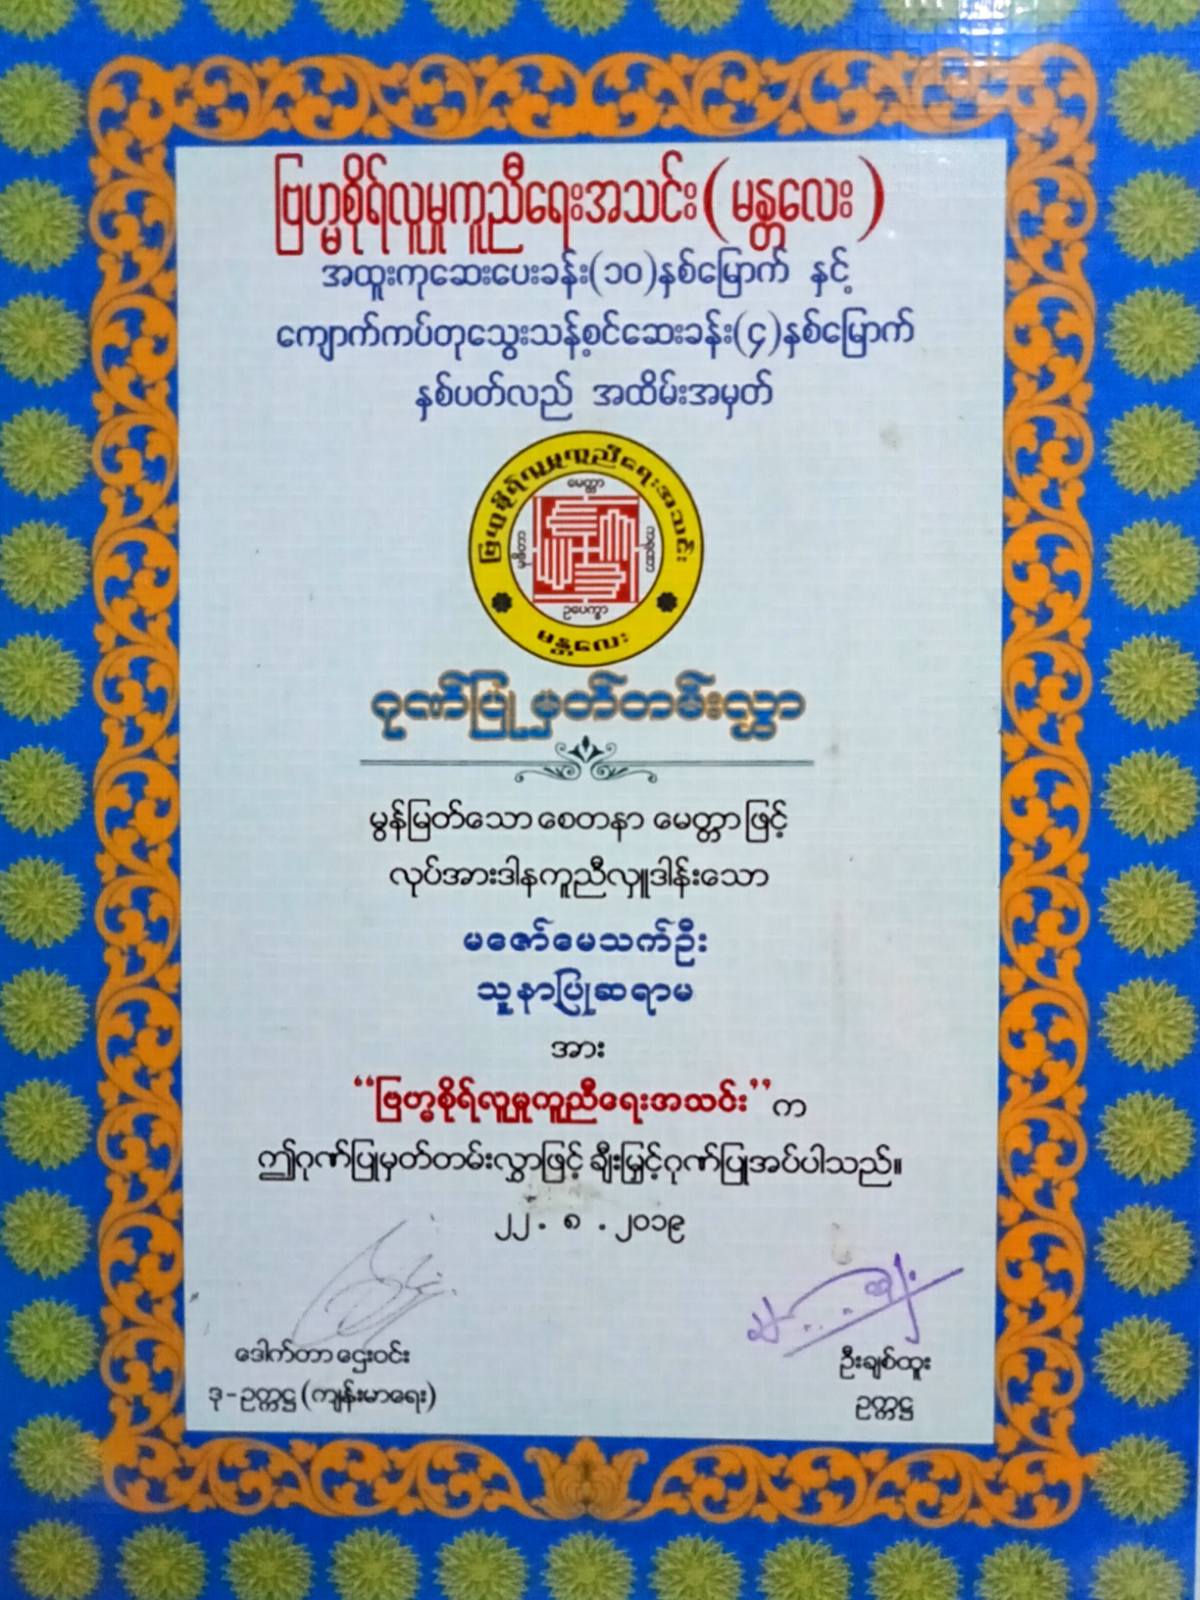 ဗြဟ္မစိုရ်လူမှုကူညီရေးအသင်း(မန္တလေး)
အထူးကုဆေးပေးခန်း(၁၀)နှစ်မြောက် နှင့်
ကျောက်ကပ်တုသွေးသန့်စင်ဆေးခန်း(၄)နှစ်မြောက်
နှစ်ပတ်လည် အထိမ်းအမှတ်
ဗြဟ္မစိုရ်လူမှုကူညီရေးအသင်း
မေတ္တာ
မုဒိတာ
ဥပေက္ခာ
မန္တလေး
ဂုဏ်ပြုမှတ်တမ်းလွှာ
မွန်မြတ်သော စေတနာ မေတ္တာဖြင့်
လုပ်အားဒါနကူညီလှူဒါန်းသော
မဇော်မေသက်ဦး
သူနာပြုဆရာမ
အား
“ဗြဟ္မစိုရ်လူမှုကူညီရေးအသင်း”က
ဤဂုဏ်ပြုမှတ်တမ်းလွှာဖြင့် ချီးမြှင့်ဂုဏ်ပြုအပ်ပါသည်။
၂၂. ၈ .၂၀၁၉
ဒေါက်တာဌေးဝင်း
ဒု-ဥက္ကဋ္ဌ(ကျန်းမာရေး)
ဦးချစ်ထူး
ဥက္ကဋ္ဌ